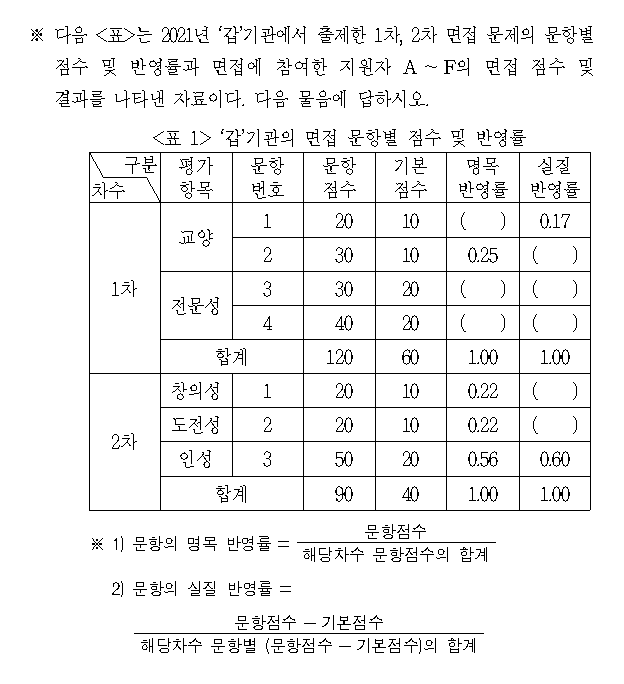 ※ 다음 <표>는 2021년 ‘갑’기관에서 출제한 1차, 2차 면접 문제의 문항별
점수 및 반영률과 면접에 참여한 지원자 A ~ F의 면접 점수 및
결과를 나타낸 자료이다. 다음 물음에 답하시오.
<표 1> ‘갑’기관의 면접 문항별 점수 및 반영률
구분 평가 문항 문항 기본 명목 실질
차수 항목 번호 점수 점수 반영률 반영률
1차 교양 1 20 10 (  ) 0.17
2 30 10 0.25 (  )
전문성 3 30 20 (  ) (  )
4 40 20 (  ) (  )
합계 120 60 1.00 1.00
2차 창의성 1 20 10 0.22 (  )
도전성 2 20 10 0.22 (  )
인성 3 50 20 0.56 0.60
합계 90 40 1.00 1.00
※ 1) 문항의 명목 반영률 =
문항점수
해당차수 문항점수의 합계
2) 문항의 실질 반영률 =
문항점수 － 기본점수
해당차수 문항별 (문항점수 － 기본점수)의 합계